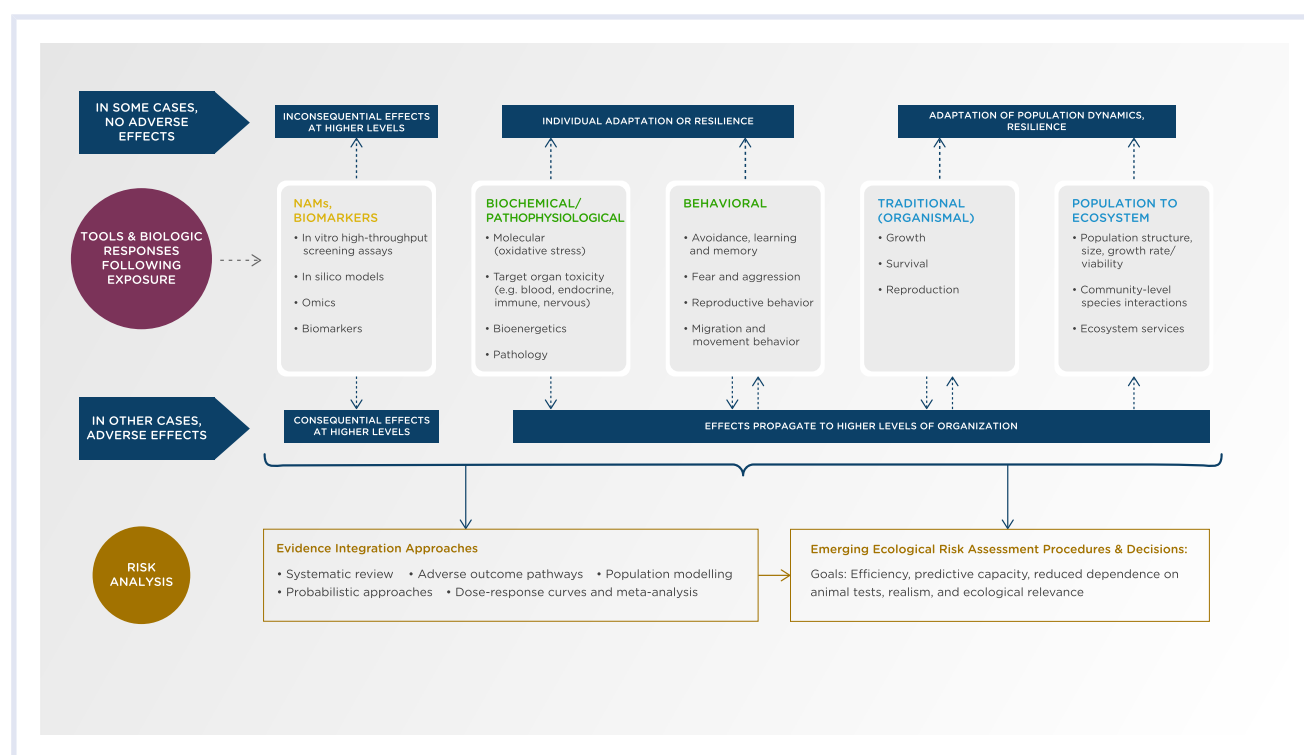 IN SOME CASES,
NO ADVERSE
EFFECTS
INCONSEQUENTIAL EFFECTS
AT HIGHER LEVELS
INDIVIDUAL ADAPTATION OR RESILIENCE
ADAPTATION OF POPULATION DYNAMICS,
RESILIENCE
TOOLS & BIOLOGIC
RESPONSES
FOLLOWING
EXPOSURE
NAMs,
BIOMARKERS
• In vitro high-throughput
screening assays
• In silico models
• Omics
• Biomarkers
BIOCHEMICAL/
PATHOPHYSIOLOGICAL
• Molecular
(oxidative stress)
• Target organ toxicity
(e.g. blood, endocrine,
immune, nervous)
• Bioenergetics
• Pathology
BEHAVIORAL
• Avoidance, learning
and memory
• Fear and aggression
• Reproductive behavior
• Migration and
movement behavior
TRADITIONAL
(ORGANISMAL)
• Growth
• Survival
• Reproduction
POPULATION TO
ECOSYSTEM
• Population structure,
size, growth rate/
viability
• Community-level
species interactions
• Ecosystem services
IN OTHER CASES,
ADVERSE EFFECTS
CONSEQUENTIAL EFFECTS
AT HIGHER LEVELS
EFFECTS PROPAGATE TO HIGHER LEVELS OF ORGANIZATION
RISK
ANALYSIS
Evidence Integration Approaches
• Systematic review • Adverse outcome pathways • Population modelling
• Probabilistic approaches • Dose-response curves and meta-analysis
Emerging Ecological Risk Assessment Procedures & Decisions:
Goals: Efficiency, predictive capacity, reduced dependence on
animal tests, realism, and ecological relevance